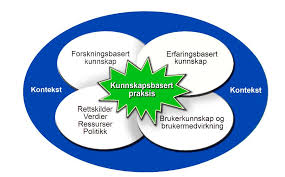 Forskningsbasert
kunnskap
Erfaringsbasert
kunnskap
Kontekst
Kunnskapsbasert
praksis
Kontekst
Rettskilder
Verdier
Ressurser
Politikk
Brukerkunnskap og
brukermedvirkning